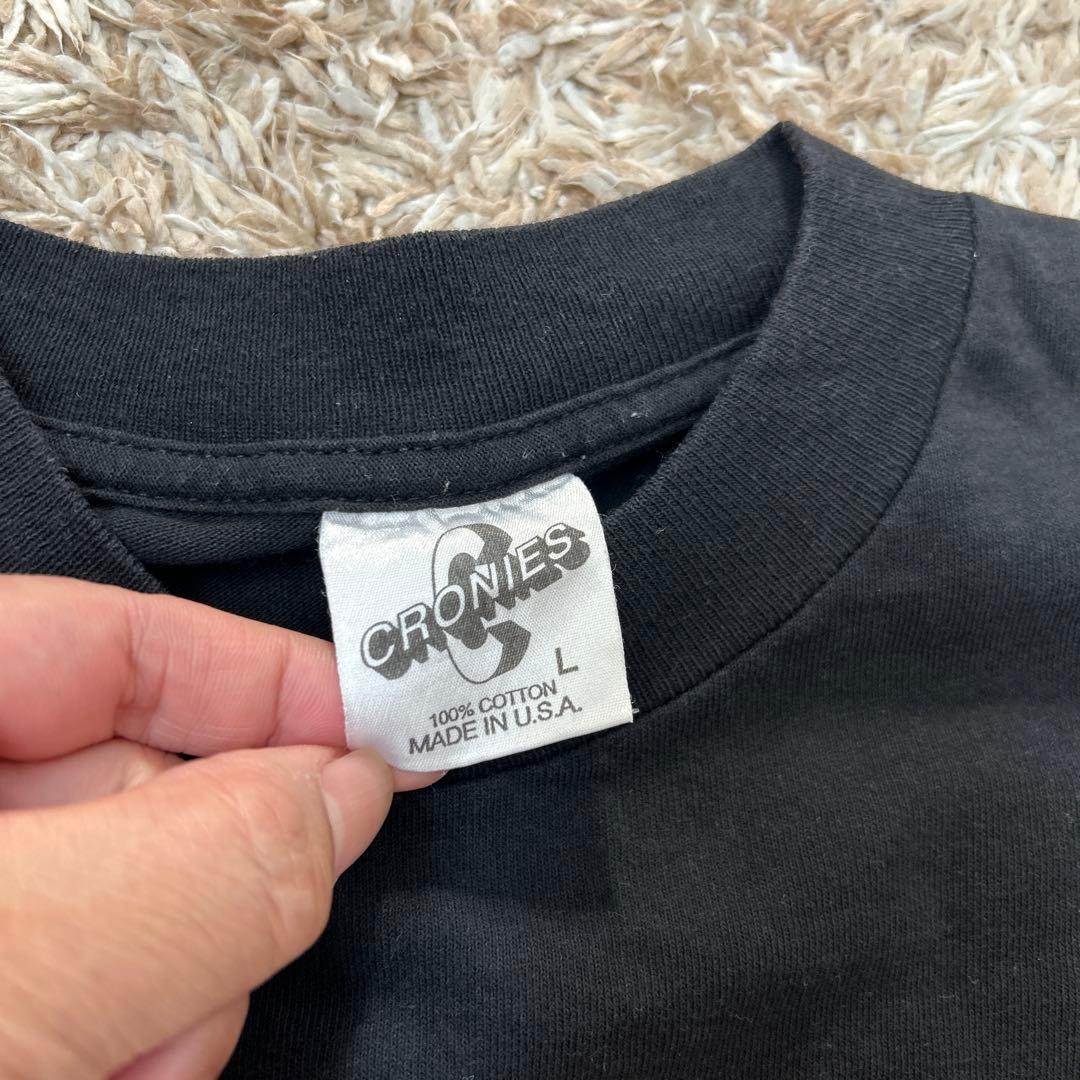 CRONIES
L
100% COTTON
MADE IN U.S.A.